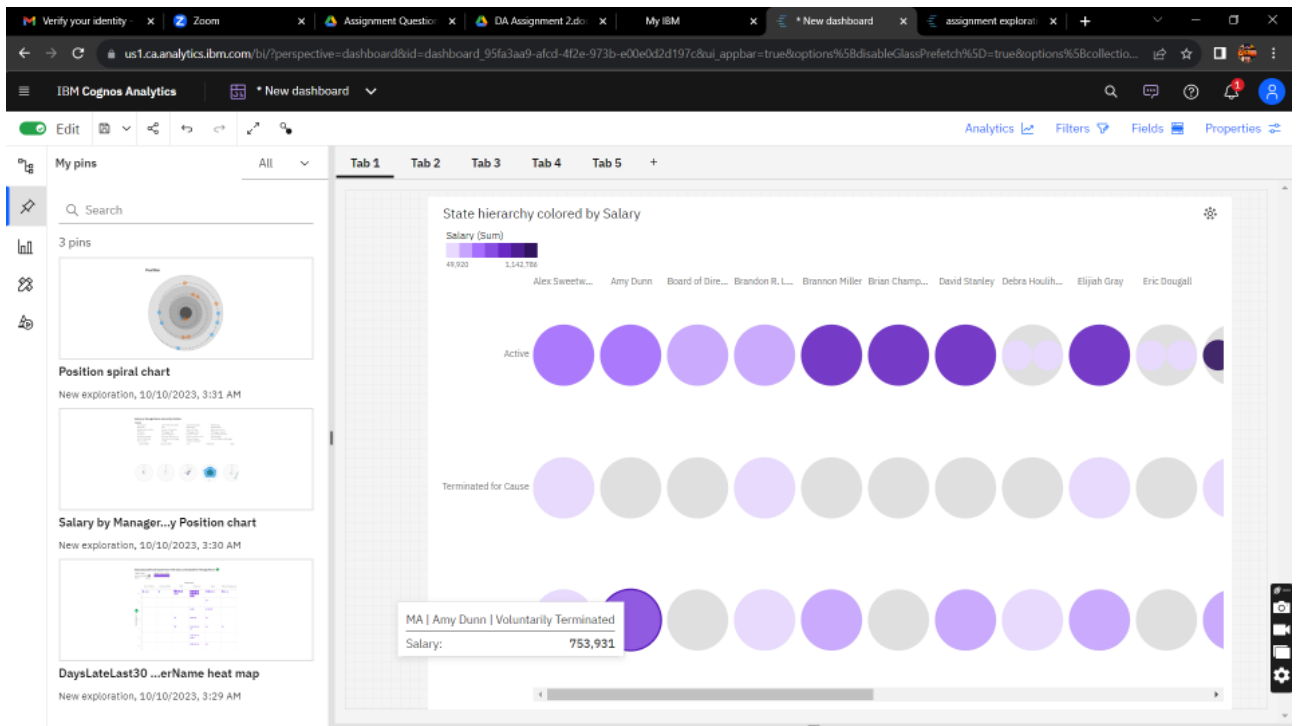 Verify your identity - Zoom Assignment Question DA Assignment 2.do My IBM * New dashboard assignment explorati
us1.ca.analytics.ibm.com/bi/?perspective=dashboard&id=dashboard_95fa3aa9-afcd-4f2e-973b-e00e0d2d197c&ui_appbar=true&options%5BdisableGlassPrefetch%5D=true&options%5Bcollectio...
IBM Cognos Analytics * New dashboard
Edit Analytics Filters Fields Properties
My pins All Tab 1 Tab 2 Tab 3 Tab 4 Tab 5 +
Search
3 pins
Position
Position spiral chart
New exploration, 10/10/2023, 3:31 AM
Salary by Manager...y Position chart
New exploration, 10/10/2023, 3:30 AM
DaysLateLast30 ...erName heat map
New exploration, 10/10/2023, 3:29 AM
State hierarchy colored by Salary
Salary (Sum)
49,920 1,142,786
Alex Sweetw... Amy Dunn Board of Dire... Brandon R. L... Brannon Miller Brian Champ... David Stanley Debra Houlih... Elijiah Gray Eric Dougall
Active
Terminated for Cause
MA | Amy Dunn | Voluntarily Terminated
Salary: 753,931